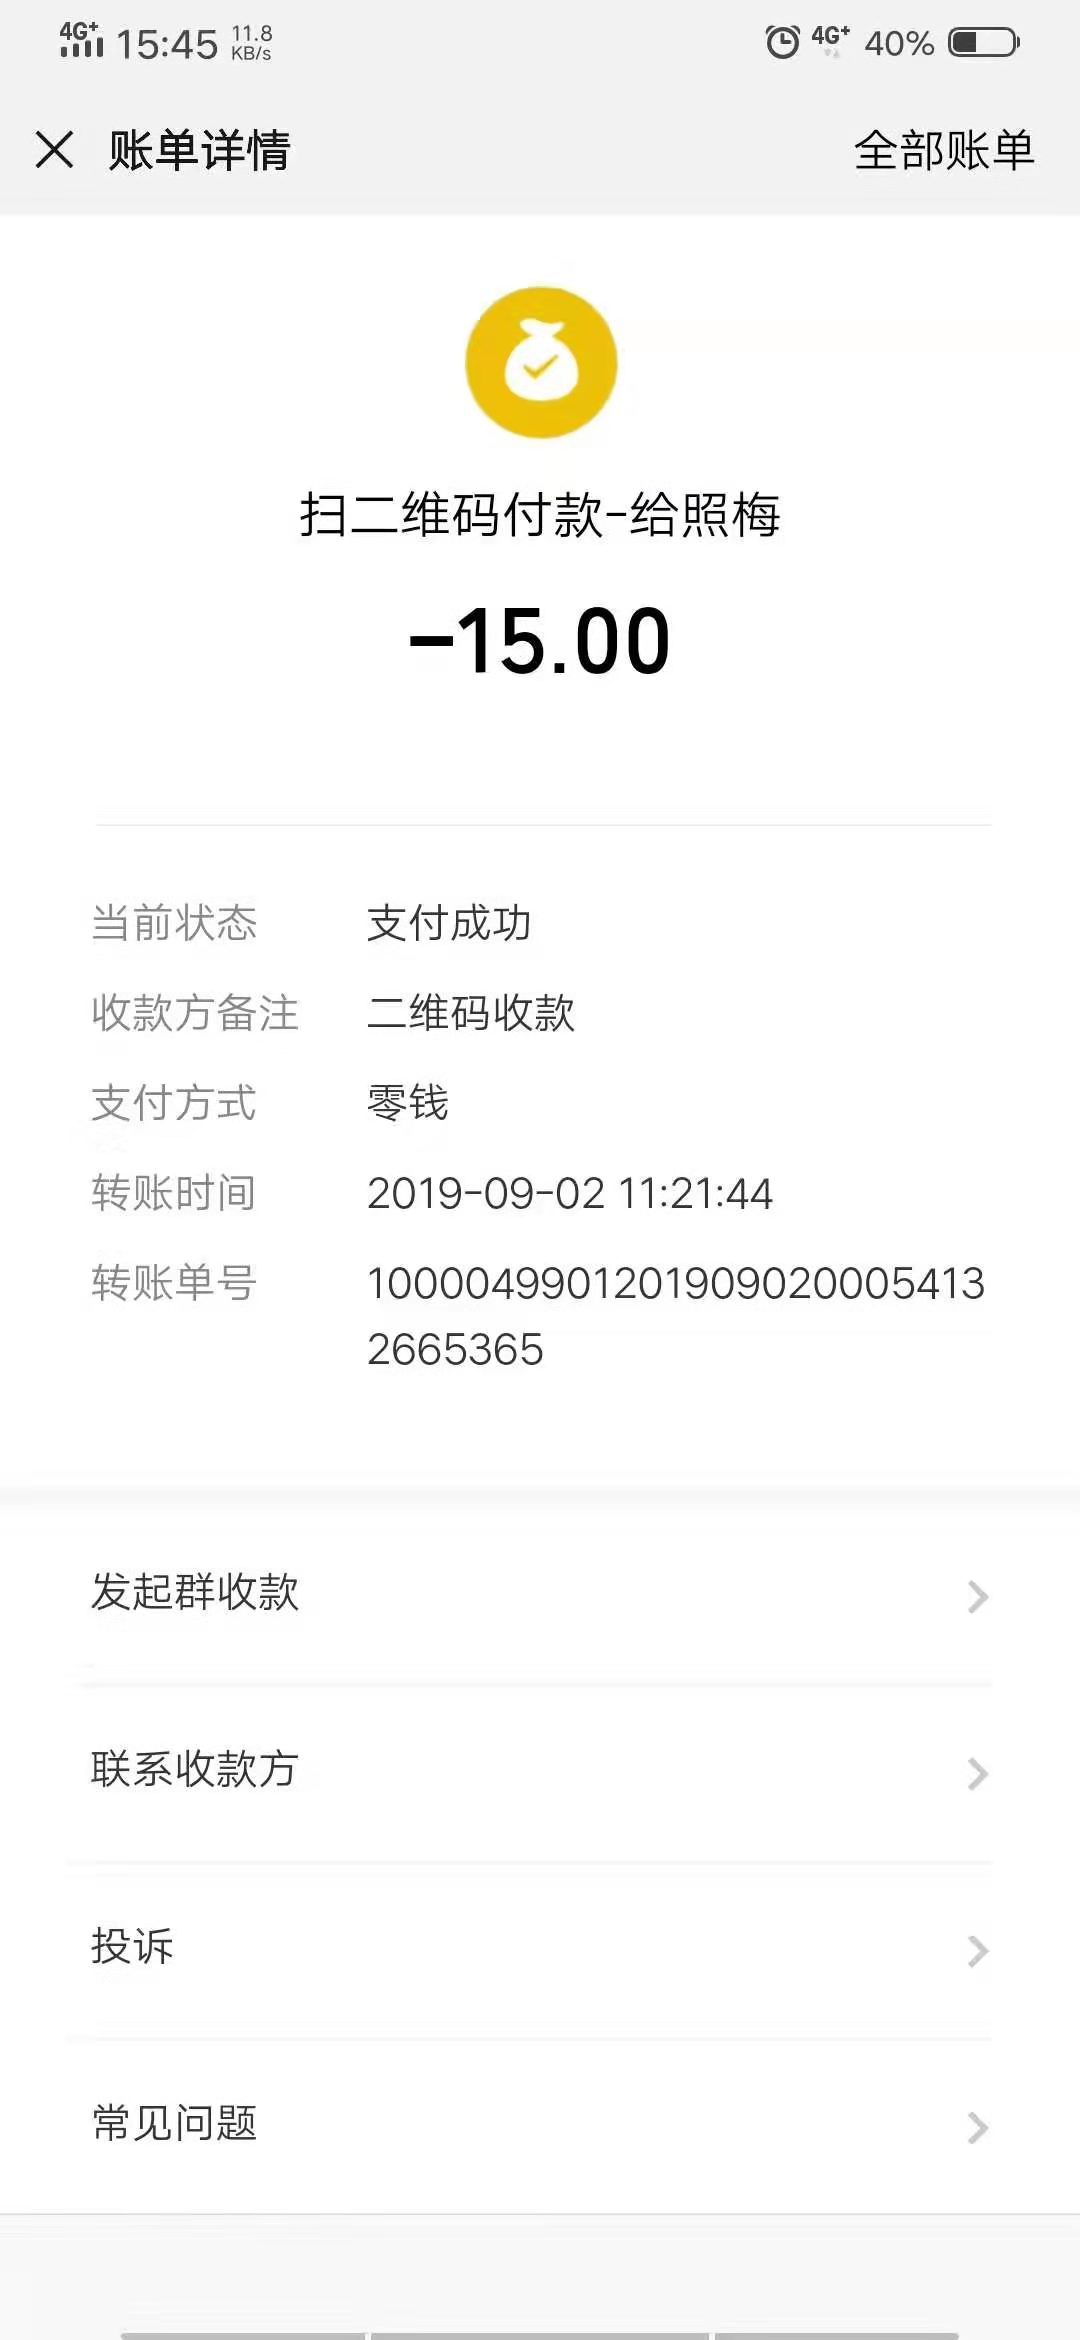 4G+ 15:45 11.8 KB/s 4G+ 40%
账单详情 全部账单
扫二维码付款-给照梅
-15.00
当前状态 支付成功
收款方备注 二维码收款
支付方式 零钱
转账时间 2019-09-02 11:21:44
转账单号 1000049901201909020005413
2665365
发起群收款
联系收款方
投诉
常见问题